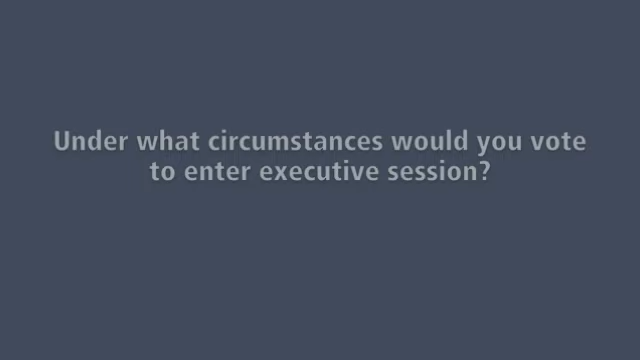 Under what circumstances would you vote
to enter executive session?